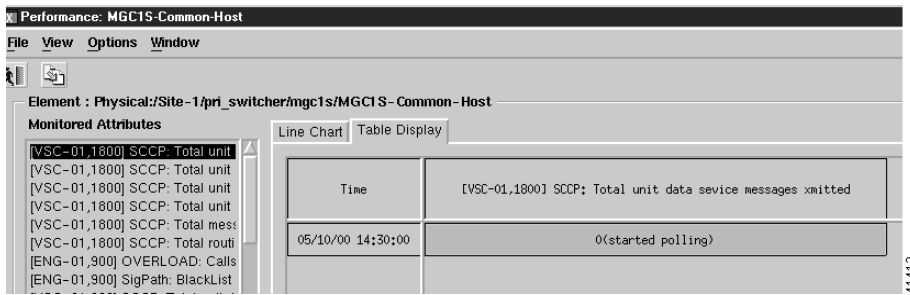 Performance: MGC1S-Common-Host
File View Options Window
Element : Physical:/Site-1/pri_switcher/mgc1s/MGC1S-Common-Host
Monitored Attributes
Line Chart Table Display
[VSC-01,1800] SCCP: Total unit
[VSC-01,1800] SCCP: Total unit
[VSC-01,1800] SCCP: Total unit
[VSC-01,1800] SCCP: Total unit
[VSC-01,1800] SCCP: Total mess
[VSC-01,1800] SCCP: Total routi
[ENG-01,900] OVERLOAD: Calls
[ENG-01,900] SigPath: BlackList
Time
[VSC-01,1800] SCCP: Total unit data sevice messages xmitted
05/10/00 14:30:00
0(started polling)